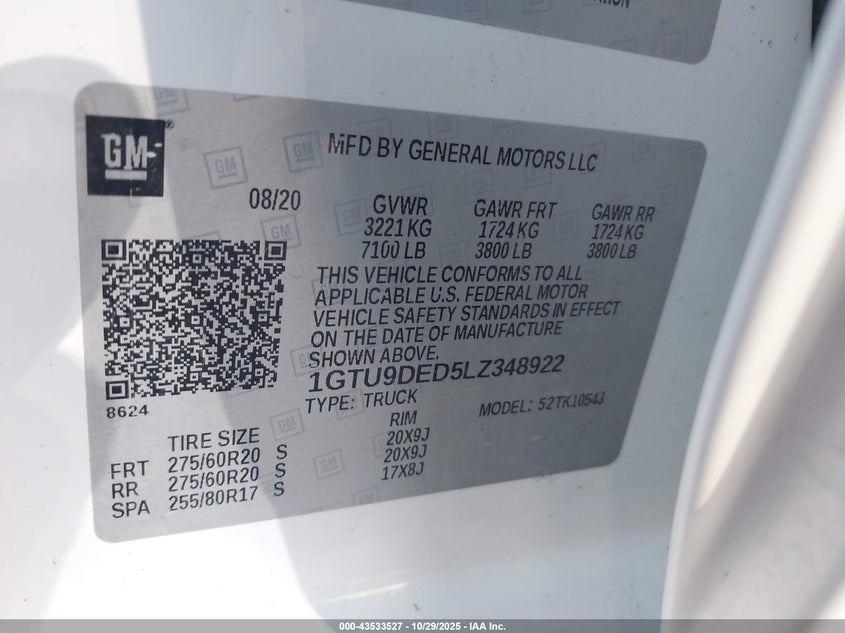 GM
®
MFD BY GENERAL MOTORS LLC
08/20
GVWR GAWR FRT GAWR RR
3221 KG 1724 KG 1724 KG
7100 LB 3800 LB 3800 LB
THIS VEHICLE CONFORMS TO ALL
APPLICABLE U.S. FEDERAL MOTOR
VEHICLE SAFETY STANDARDS IN EFFECT
ON THE DATE OF MANUFACTURE
SHOWN ABOVE.
1GTU9DED5LZ348922
8624
TYPE: TRUCK MODEL: 52TK10543
TIRE SIZE RIM
FRT 275/60R20 S 20X9J
RR 275/60R20 S 20X9J
SPA 255/80R17 S 17X8J
000-43533527 - 10/29/2025 - IAA Inc.